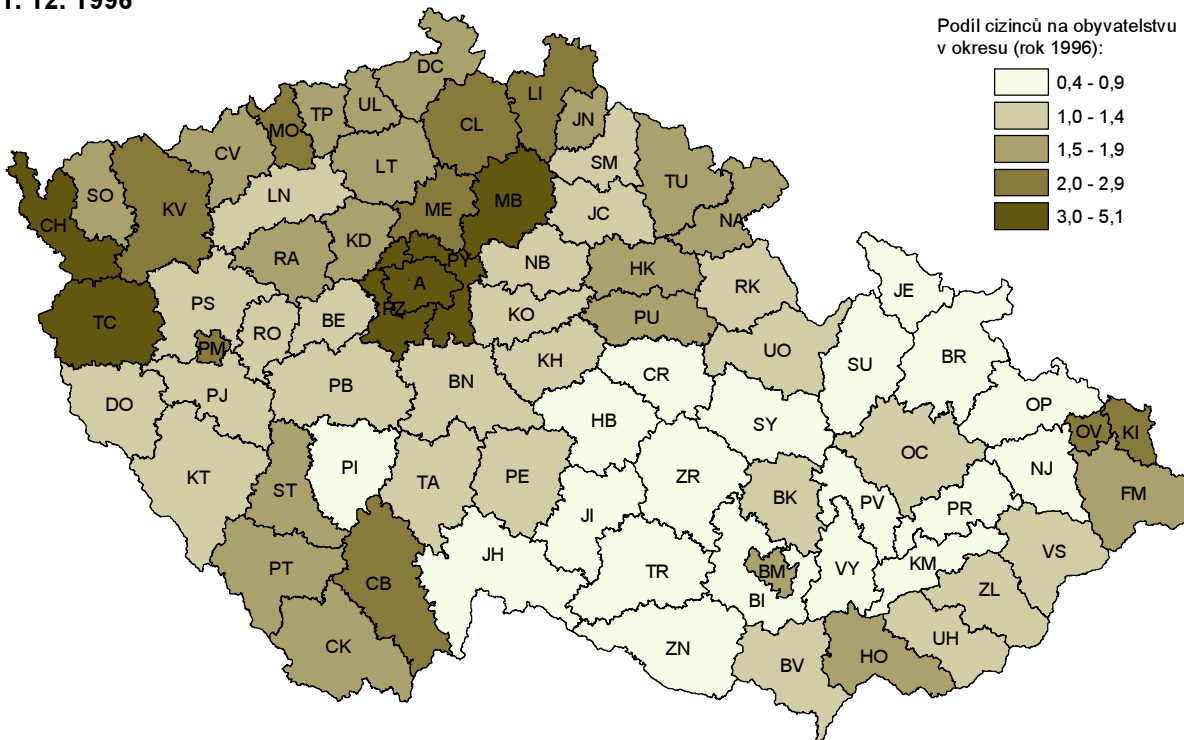 1. 12. 1996
Podíl cizinců na obyvatelstvu
v okresu (rok 1996):
0,4 - 0,9
1,0 - 1,4
1,5 - 1,9
2,0 - 2,9
3,0 - 5,1
DC
LI
UL
TP
MO
CL
JN
CV
LT
SM
TU
SO
KV
LN
ME
MB
JC
NA
CH
RA
KD
PY
NB
HK
RK
JE
A
PS
BE
PZ
KO
PU
TC
RO
PM
KH
UO
SU
BR
DO
PJ
PB
BN
CR
OP
HB
SY
OV
KI
KT
PI
TA
PE
ZR
OC
NJ
ST
BK
PV
PR
FM
JI
VS
PT
CB
JH
TR
BM
VY
KM
BI
ZL
CK
ZN
BV
HO
UH